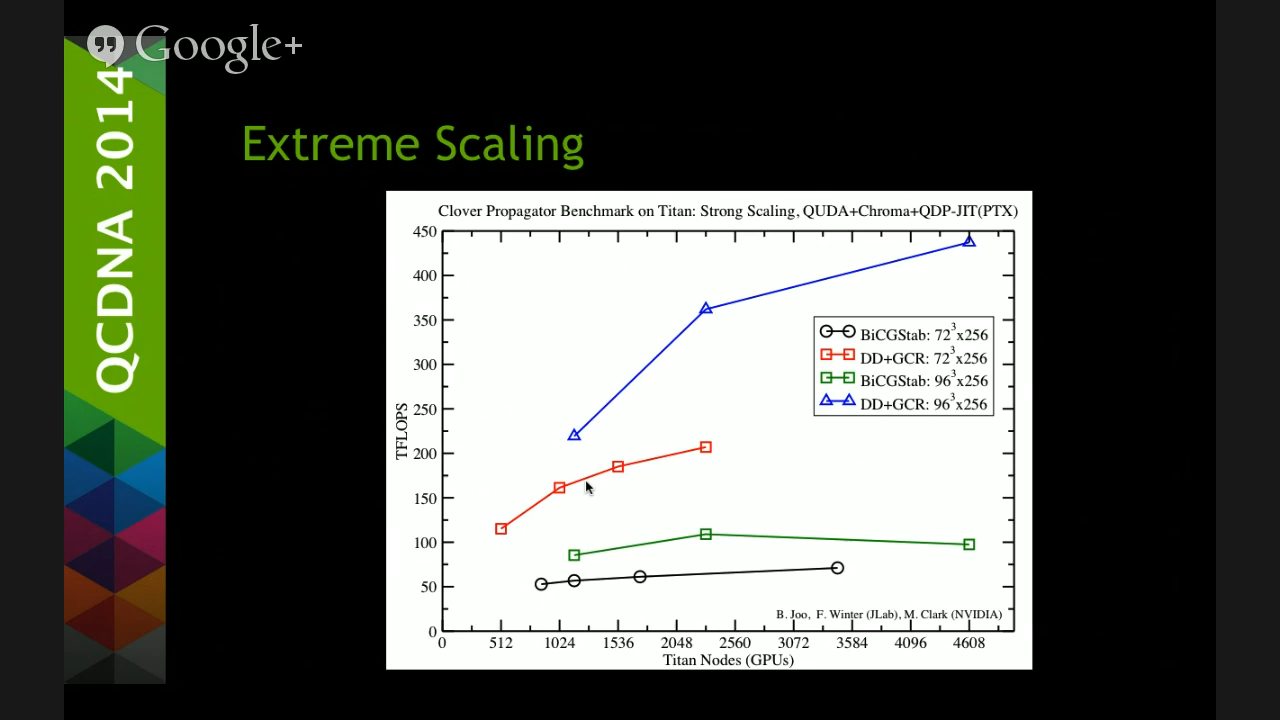 Google+
QCDNA 2014
Extreme Scaling
Clover Propagator Benchmark on Titan: Strong Scaling, QUDA+Chroma+QDP-JIT(PTX)
450
400
350
300
250
200
150
100
50
0
TFLOPS
BiCGStab: 72³x256
DD+GCR: 72³x256
BiCGStab: 96³x256
DD+GCR: 96³x256
B. Joo, F. Winter (JLab), M. Clark (NVIDIA)
0 512 1024 1536 2048 2560 3072 3584 4096 4608
Titan Nodes (GPUs)